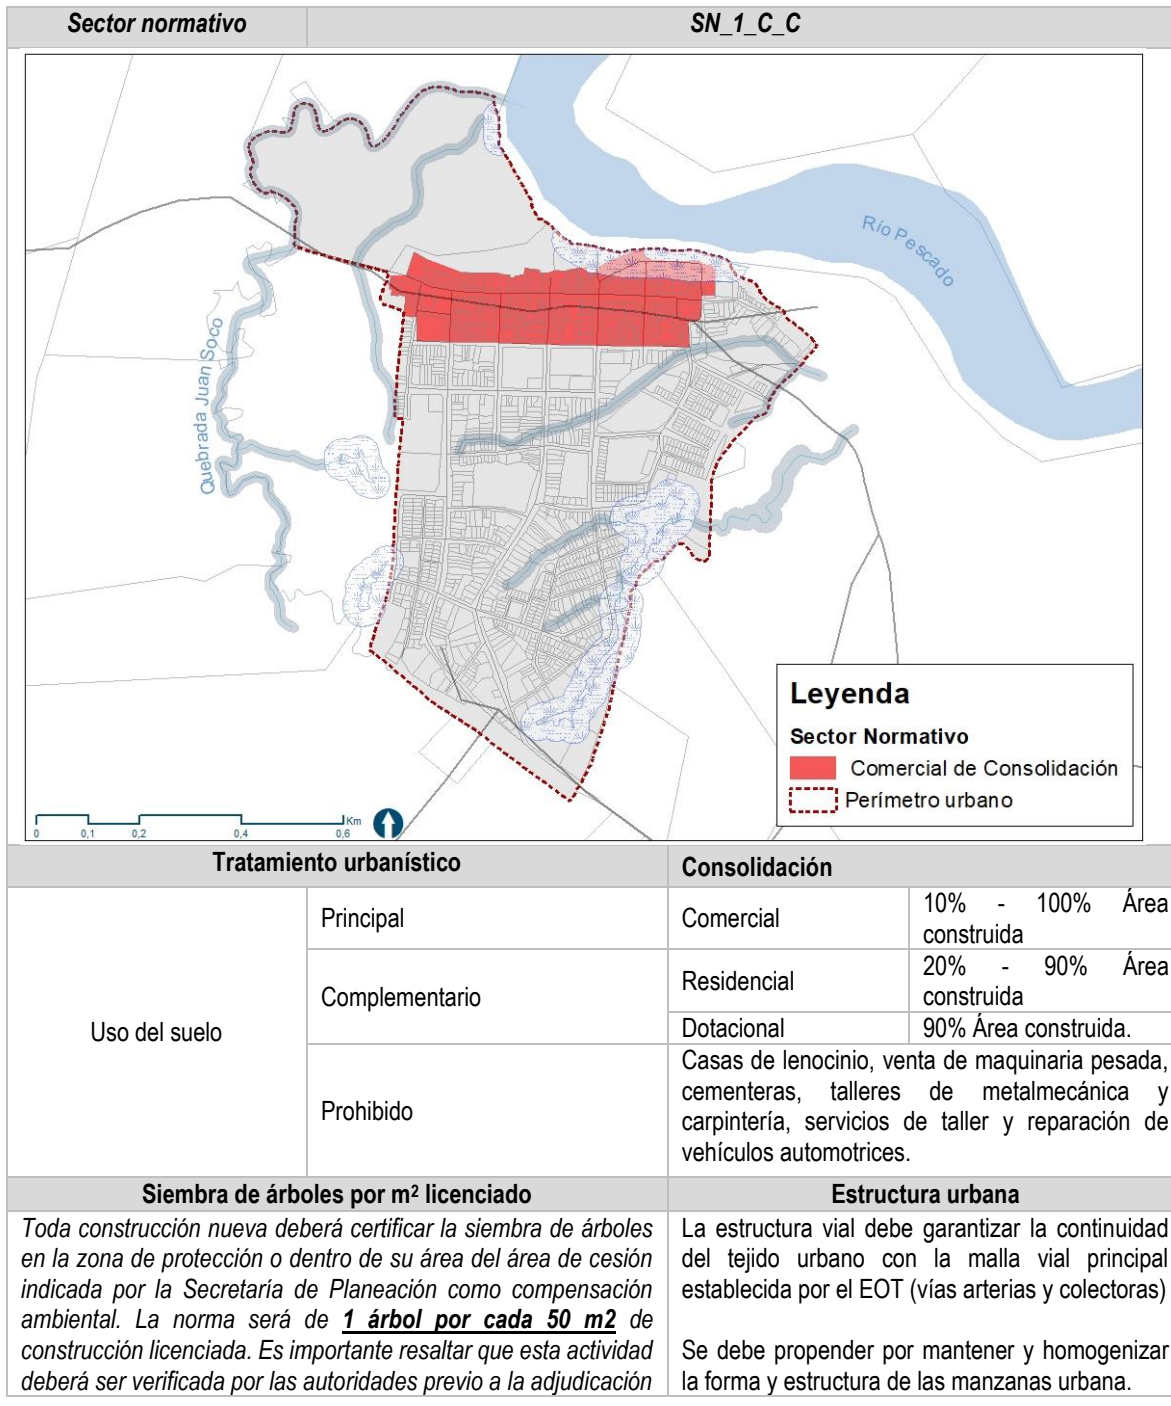 Sector normativo
SN_1_C_C
Río Pescado
Quebrada Juan Soco
Leyenda
Sector Normativo
Comercial de Consolidación
Perímetro urbano
Km
0 0,1 0,2 0,4 0,6
Tratamiento urbanístico
Consolidación
Uso del suelo
Principal
Comercial
10% - 100% Área
construida
Complementario
Residencial
20% - 90% Área
construida
Dotacional
90% Área construida.
Prohibido
Casas de lenocinio, venta de maquinaria pesada,
cementeras, talleres de metalmecánica y
carpintería, servicios de taller y reparación de
vehículos automotrices.
Siembra de árboles por m² licenciado
Toda construcción nueva deberá certificar la siembra de árboles
en la zona de protección o dentro de su área del área de cesión
indicada por la Secretaría de Planeación como compensación
ambiental. La norma será de 1 árbol por cada 50 m2 de
construcción licenciada. Es importante resaltar que esta actividad
deberá ser verificada por las autoridades previo a la adjudicación
Estructura urbana
La estructura vial debe garantizar la continuidad
del tejido urbano con la malla vial principal
establecida por el EOT (vías arterias y colectoras)
Se debe propender por mantener y homogenizar
la forma y estructura de las manzanas urbana.